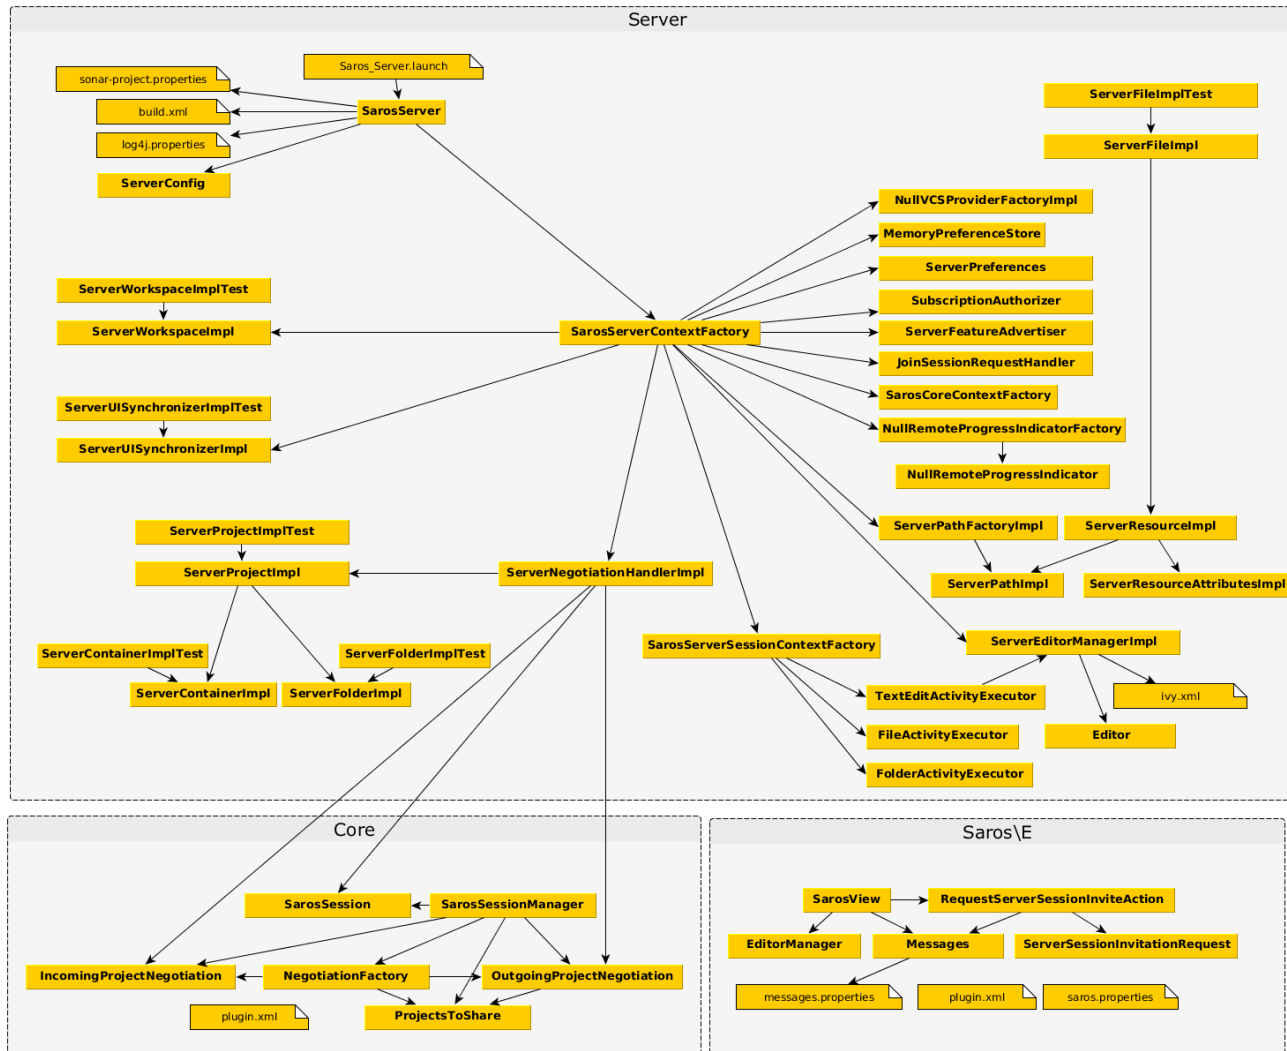 Server
Saros_Server.launch
sonar-project.properties
build.xml
SarosServer
log4j.properties
ServerConfig
ServerFileImplTest
ServerFileImpl
NullVCSProviderFactoryImpl
MemoryPreferenceStore
ServerPreferences
SubscriptionAuthorizer
ServerWorkspaceImplTest
ServerWorkspaceImpl
SarosServerContextFactory
ServerFeatureAdvertiser
JoinSessionRequestHandler
SarosCoreContextFactory
ServerUISynchronizerImplTest
NullRemoteProgressIndicatorFactory
ServerUISynchronizerImpl
NullRemoteProgressIndicator
ServerProjectImplTest
ServerPathFactoryImpl
ServerResourceImpl
ServerProjectImpl
ServerNegotiationHandlerImpl
ServerPathImpl
ServerResourceAttributesImpl
ServerContainerImplTest
ServerFolderImplTest
SarosServerSessionContextFactory
ServerEditorManagerImpl
ServerContainerImpl
ServerFolderImpl
TextEditActivityExecutor
ivy.xml
FileActivityExecutor
Editor
FolderActivityExecutor
Core
SarosSession
SarosSessionManager
IncomingProjectNegotiation
NegotiationFactory
OutgoingProjectNegotiation
plugin.xml
ProjectsToShare
Saros\E
SarosView
RequestServerSessionInviteAction
EditorManager
Messages
ServerSessionInvitationRequest
messages.properties
plugin.xml
saros.properties